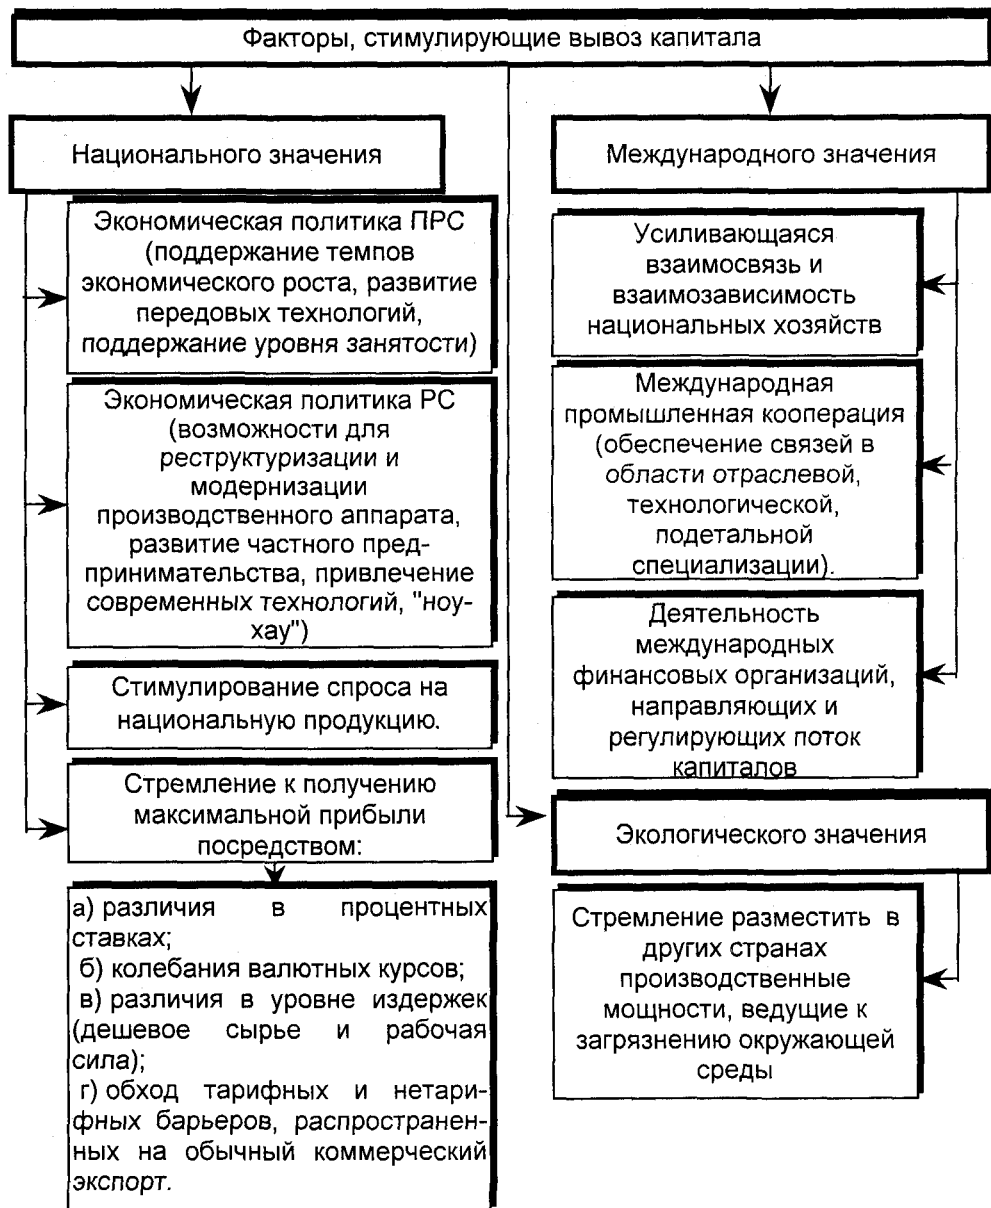 Факторы, стимулирующие вывоз капитала
Национального значения
Экономическая политика ПРС
(поддержание темпов
экономического роста, развитие
передовых технологий,
поддержание уровня занятости)
Экономическая политика РС
(возможности для
реструктуризации и
модернизации
производственного аппарата,
развитие частного пред-
принимательства, привлечение
современных технологий, "ноу-
хау")
Стимулирование спроса на
национальную продукцию.
Стремление к получению
максимальной прибыли
посредством:
а) различия в процентных
ставках;
б) колебания валютных курсов;
в) различия в уровне издержек
(дешевое сырье и рабочая
сила);
г) обход тарифных и нетари-
фных барьеров, распространен-
ных на обычный коммерческий
экспорт.
Международного значения
Усиливающаяся
взаимосвязь и
взаимозависимость
национальных хозяйств
Международная
промышленная кооперация
(обеспечение связей в
области отраслевой,
технологической,
подетальной
специализации).
Деятельность
международных
финансовых организаций,
направляющих и
регулирующих поток
капиталов
Экологического значения
Стремление разместить в
других странах
производственные
мощности, ведущие к
загрязнению окружающей
среды